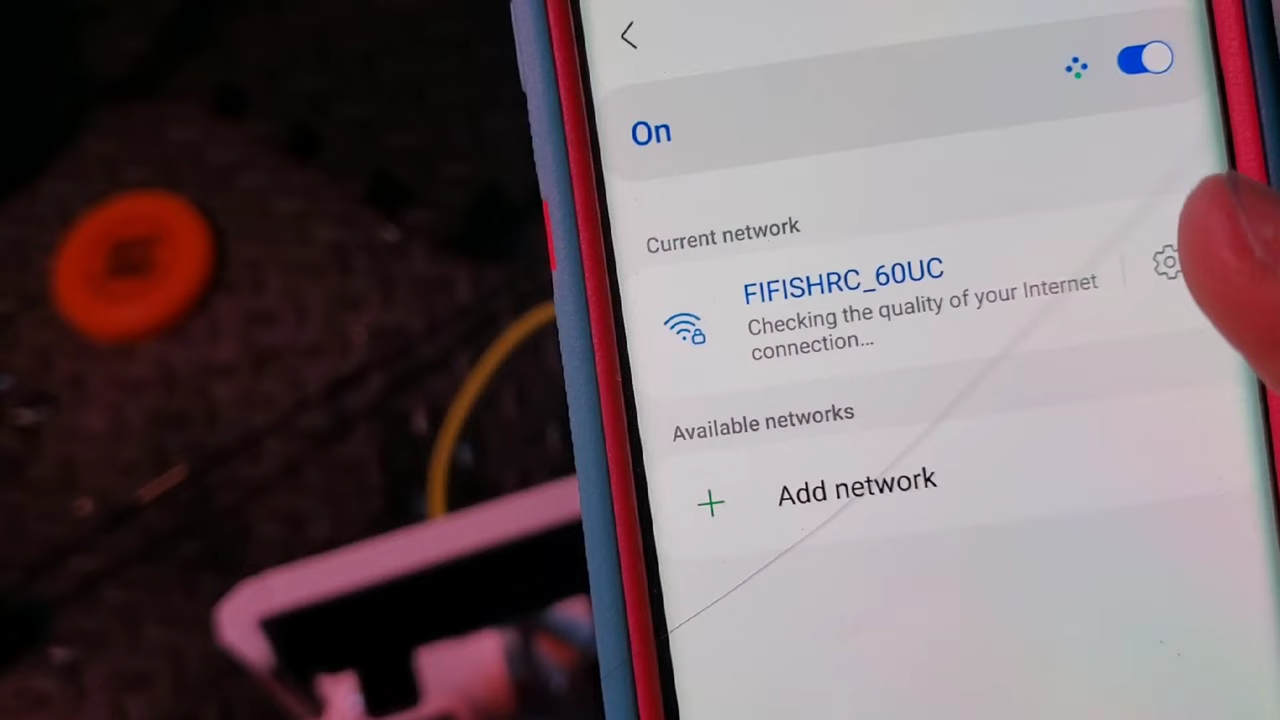 On
Current network
FIFISHRC_60UC
Checking the quality of your Internet
connection...
Available networks
Add network